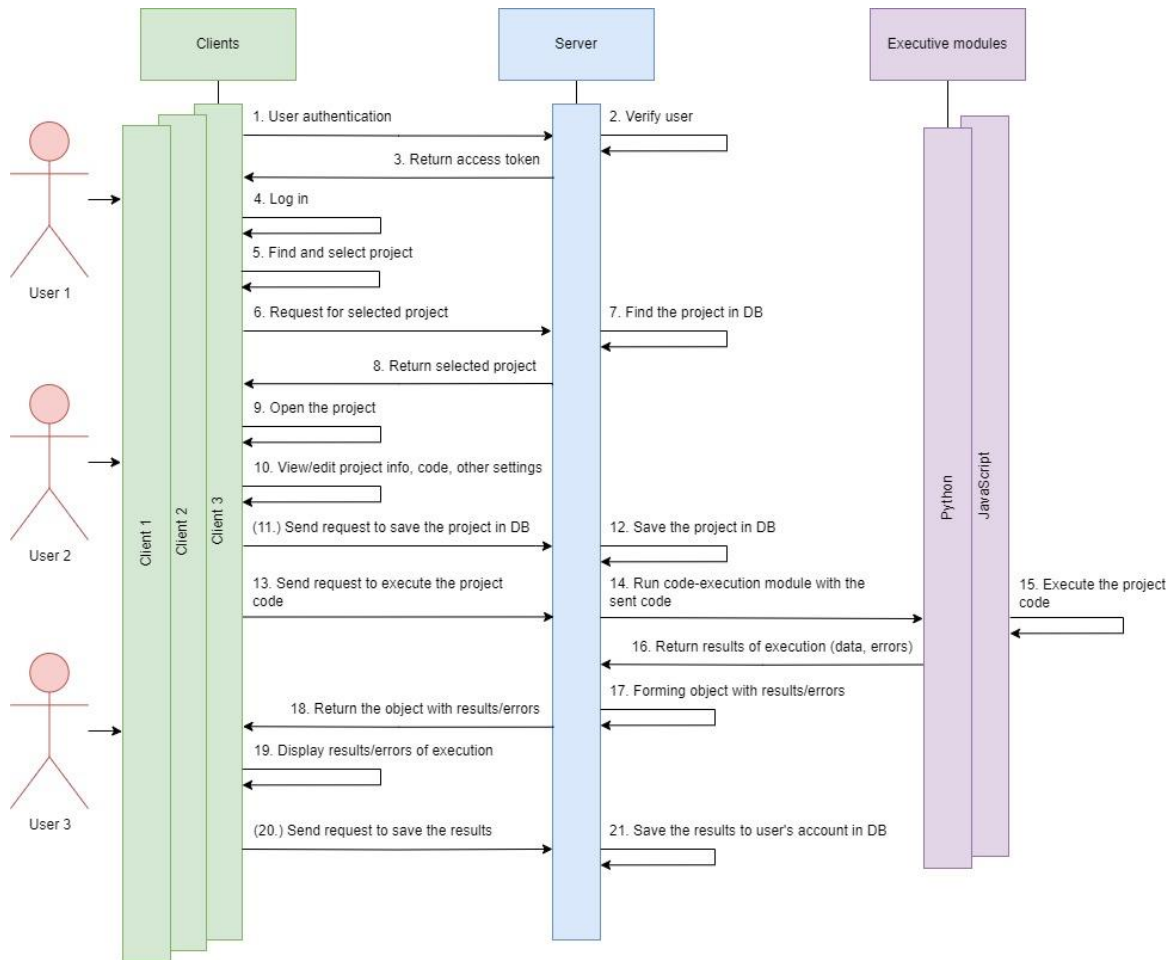 Clients
Server
Executive modules
1. User authentication
2. Verify user
3. Return access token
4. Log in
5. Find and select project
User 1
6. Request for selected project
7. Find the project in DB
8. Return selected project
9. Open the project
10. View/edit project info, code, other settings
Client 1
Client 2
Client 3
Python
JavaScript
(11.) Send request to save the project in DB
12. Save the project in DB
User 2
13. Send request to execute the project
code
14. Run code-execution module with the
sent code
15. Execute the project
code
16. Return results of execution (data, errors)
17. Forming object with results/errors
18. Return the object with results/errors
19. Display results/errors of execution
User 3
(20.) Send request to save the results
21. Save the results to user's account in DB